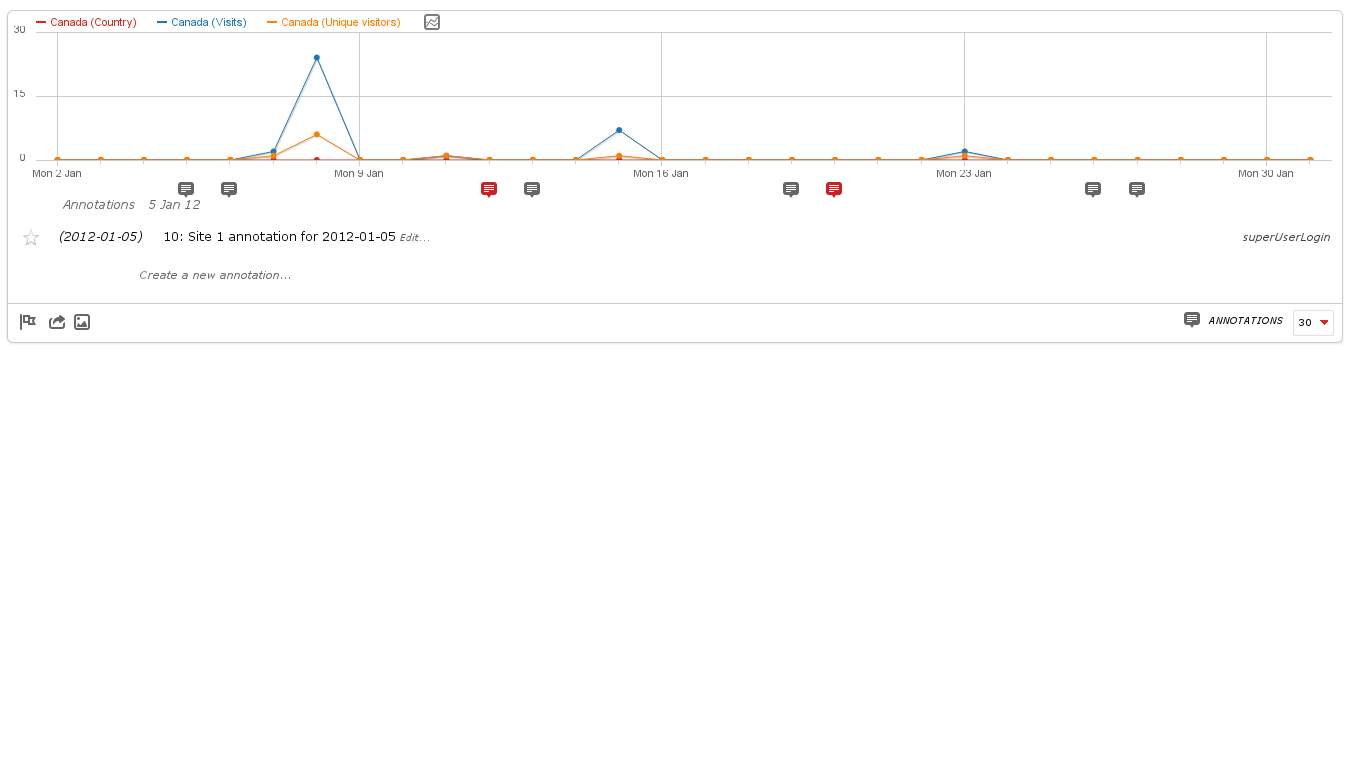 Canada (Country) Canada (Visits) Canada (Unique visitors)
30
15
0
Mon 2 Jan Mon 9 Jan Mon 16 Jan Mon 23 Jan Mon 30 Jan
Annotations 5 Jan 12
(2012-01-05) 10: Site 1 annotation for 2012-01-05 Edit... superUserLogin
Create a new annotation...
ANNOTATIONS 30